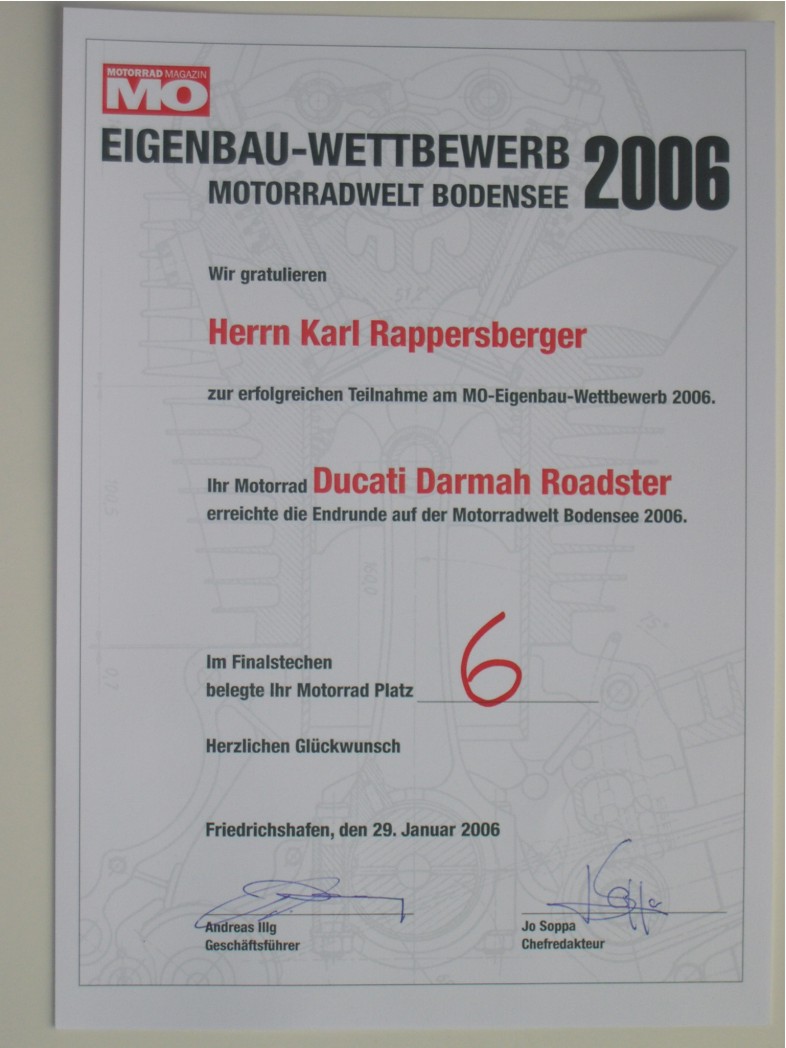 MOTORRAD MAGAZIN
MO
EIGENBAU-WETTBEWERB 2006
MOTORRADWELT BODENSEE
Wir gratulieren
Herrn Karl Rappersberger
zur erfolgreichen Teilnahme am MO-Eigenbau-Wettbewerb 2006.
Ihr Motorrad Ducati Darmah Roadster
erreichte die Endrunde auf der Motorradwelt Bodensee 2006.
Im Finalstechen
belegte Ihr Motorrad Platz 6
Herzlichen Glückwunsch
Friedrichshafen, den 29. Januar 2006
Andreas Illg
Geschäftsführer
Jo Soppa
Chefredakteur